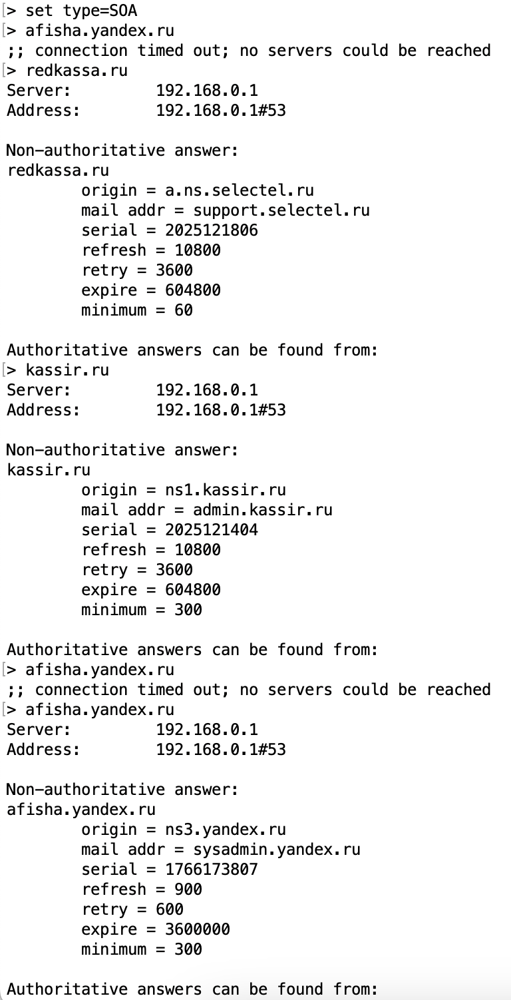 [> set type=SOA
[> afisha.yandex.ru
;; connection timed out; no servers could be reached
[> redkassa.ru
Server:         192.168.0.1
Address:        192.168.0.1#53

Non-authoritative answer:
redkassa.ru
        origin = a.ns.selectel.ru
        mail addr = support.selectel.ru
        serial = 2025121806
        refresh = 10800
        retry = 3600
        expire = 604800
        minimum = 60

Authoritative answers can be found from:
[> kassir.ru
Server:         192.168.0.1
Address:        192.168.0.1#53

Non-authoritative answer:
kassir.ru
        origin = ns1.kassir.ru
        mail addr = admin.kassir.ru
        serial = 2025121404
        refresh = 10800
        retry = 3600
        expire = 604800
        minimum = 300

Authoritative answers can be found from:
[> afisha.yandex.ru
;; connection timed out; no servers could be reached
[> afisha.yandex.ru
Server:         192.168.0.1
Address:        192.168.0.1#53

Non-authoritative answer:
afisha.yandex.ru
        origin = ns3.yandex.ru
        mail addr = sysadmin.yandex.ru
        serial = 1766173807
        refresh = 900
        retry = 600
        expire = 3600000
        minimum = 300

Authoritative answers can be found from: